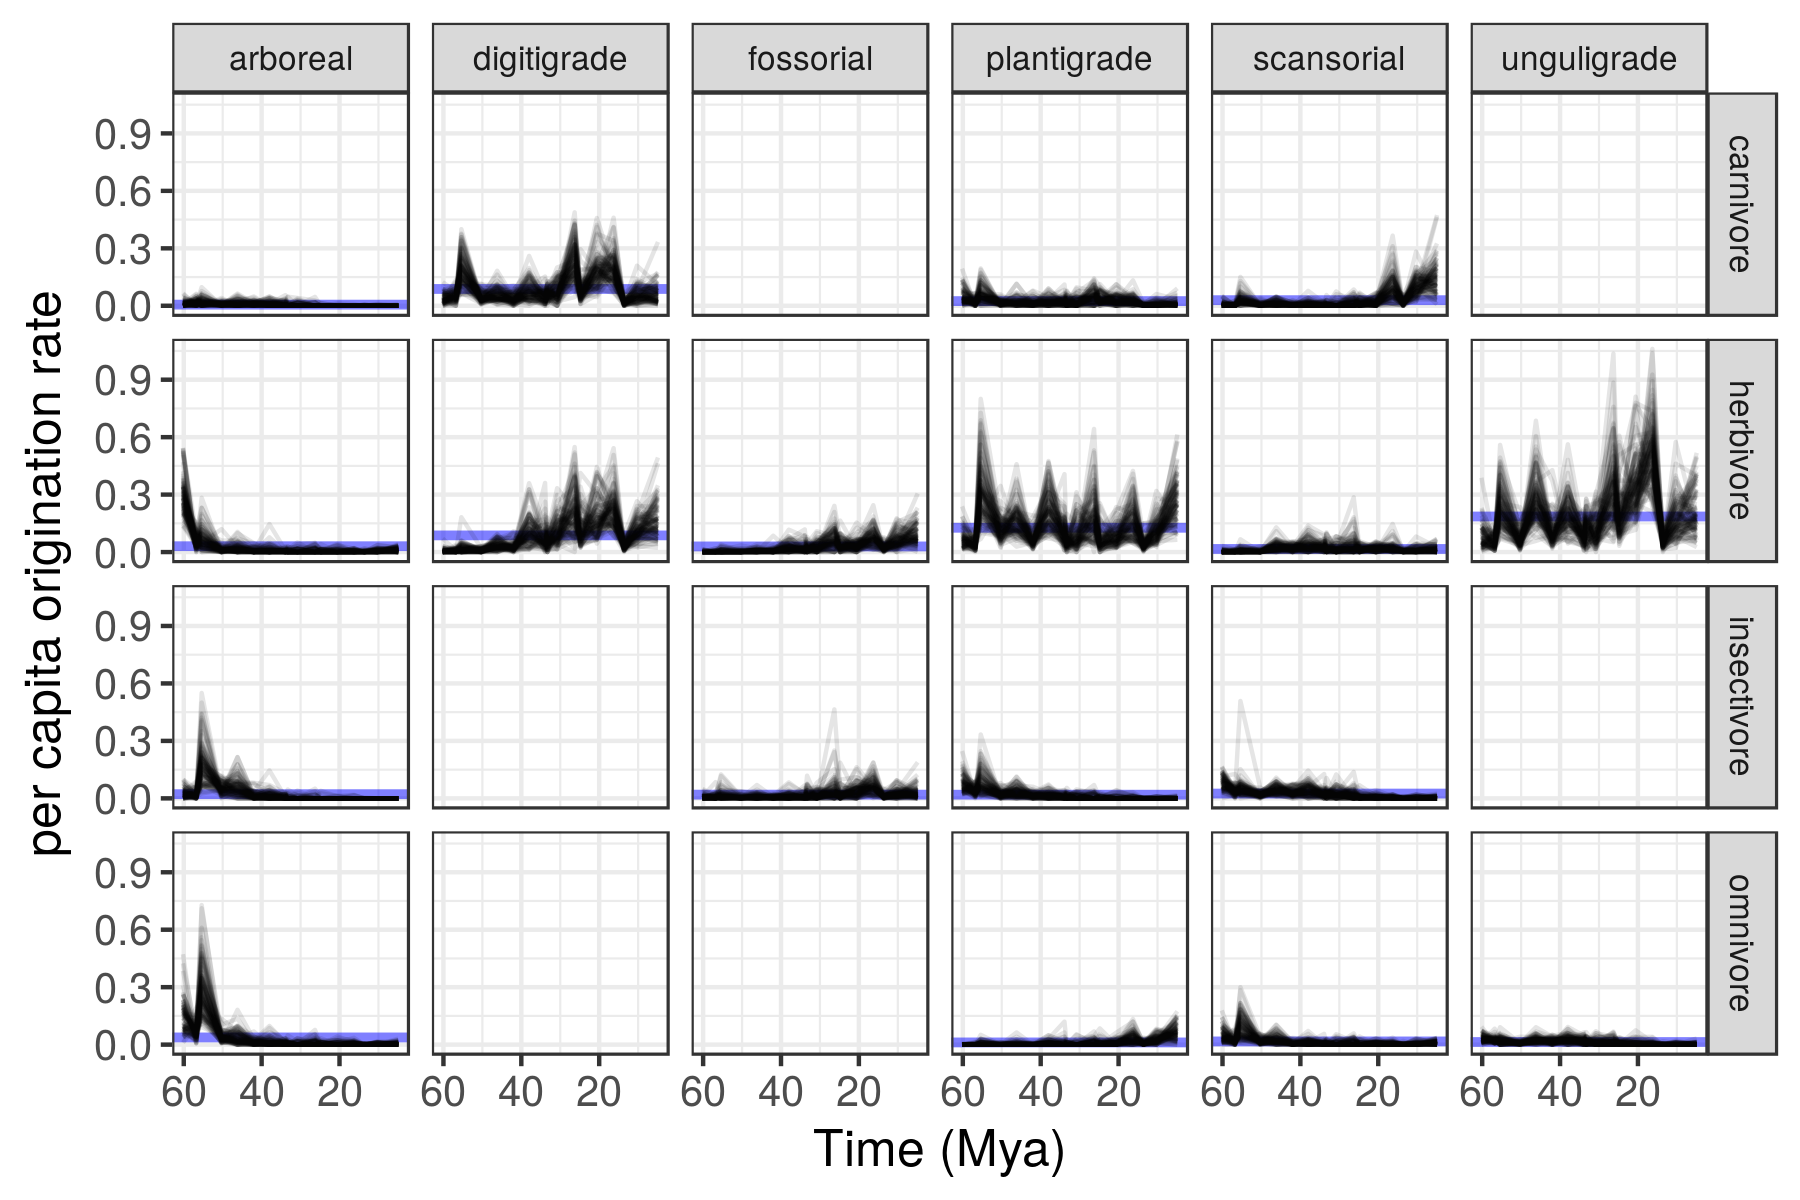 arboreal digitigrade fossorial plantigrade scansorial unguligrade
0.9
0.6
0.3
0.0
carnivore
0.9
0.6
0.3
0.0
herbivore
0.9
0.6
0.3
0.0
insectivore
0.9
0.6
0.3
0.0
omnivore
60 40 20 60 40 20 60 40 20 60 40 20 60 40 20 60 40 20
Time (Mya)
per capita origination rate